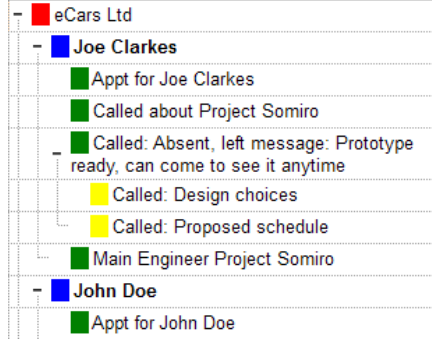 eCars Ltd
Joe Clarkes
Appt for Joe Clarkes
Called about Project Somiro
Called: Absent, left message: Prototype
ready, can come to see it anytime
Called: Design choices
Called: Proposed schedule
Main Engineer Project Somiro
John Doe
Appt for John Doe